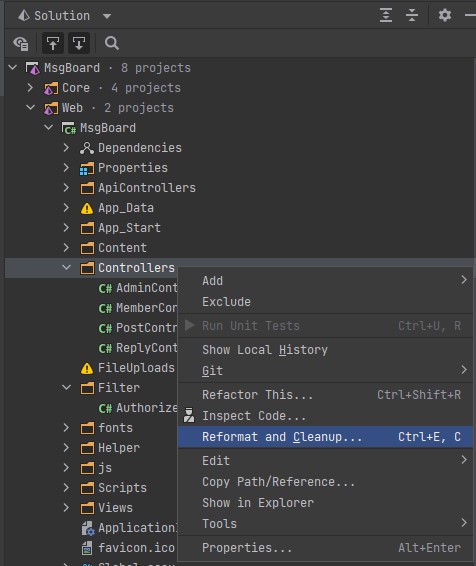 Solution
MsgBoard · 8 projects
Core · 4 projects
Web · 2 projects
C# MsgBoard
Dependencies
Properties
ApiControllers
App_Data
App_Start
Content
Controllers
C# AdminCont
C# MemberCo
C# PostContr
C# ReplyCont
FileUploads
Filter
C# Authorize
fonts
Helper
js
Scripts
Views
Application
favicon.ico
Add
Exclude
Run Unit Tests Ctrl+U, R
Show Local History
Git
Refactor This... Ctrl+Shift+R
Inspect Code...
Reformat and Cleanup... Ctrl+E, C
Edit
Copy Path/Reference...
Show in Explorer
Tools
Properties... Alt+Enter